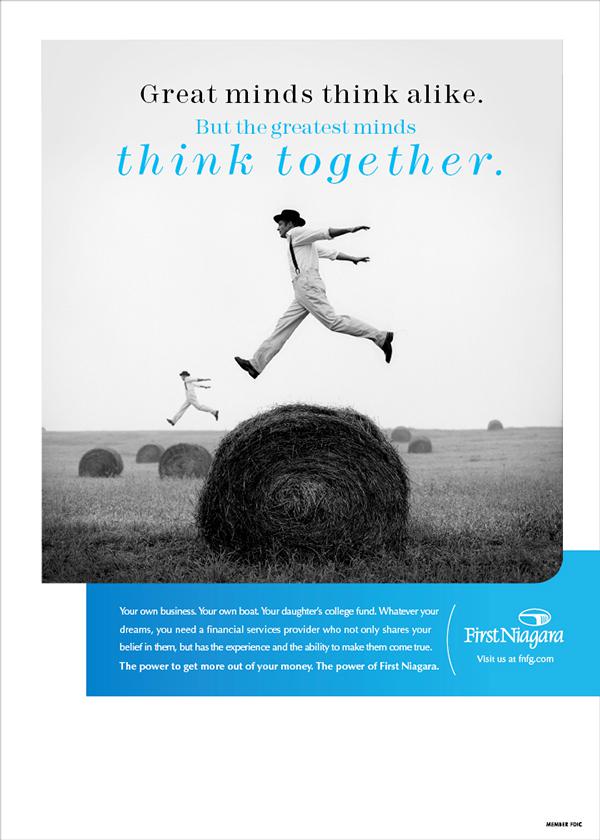 Great minds think alike.
But the greatest minds
think together.
Your own business. Your own boat. Your daughter's college fund. Whatever your
dreams, you need a financial services provider who not only shares your
belief in them, but has the experience and the ability to make them come true.
The power to get more out of your money. The power of First Niagara.
First Niagara
Visit us at fnfg.com
MEMBER FDIC